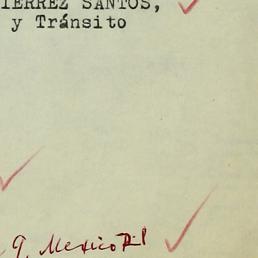 IERREZ SANTOS,
y Tránsito
9, Mexico D.F